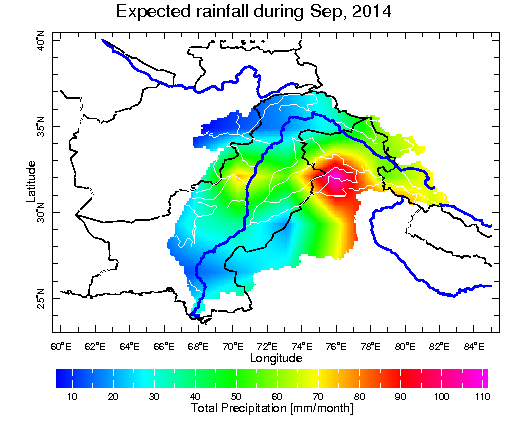 Expected rainfall during Sep, 2014
40°N
35°N
30°N
25°N
Latitude
60°E 62°E 64°E 66°E 68°E 70°E 72°E 74°E 76°E 78°E 80°E 82°E 84°E
Longitude
10 20 30 40 50 60 70 80 90 100 110
Total Precipitation [mm/month]